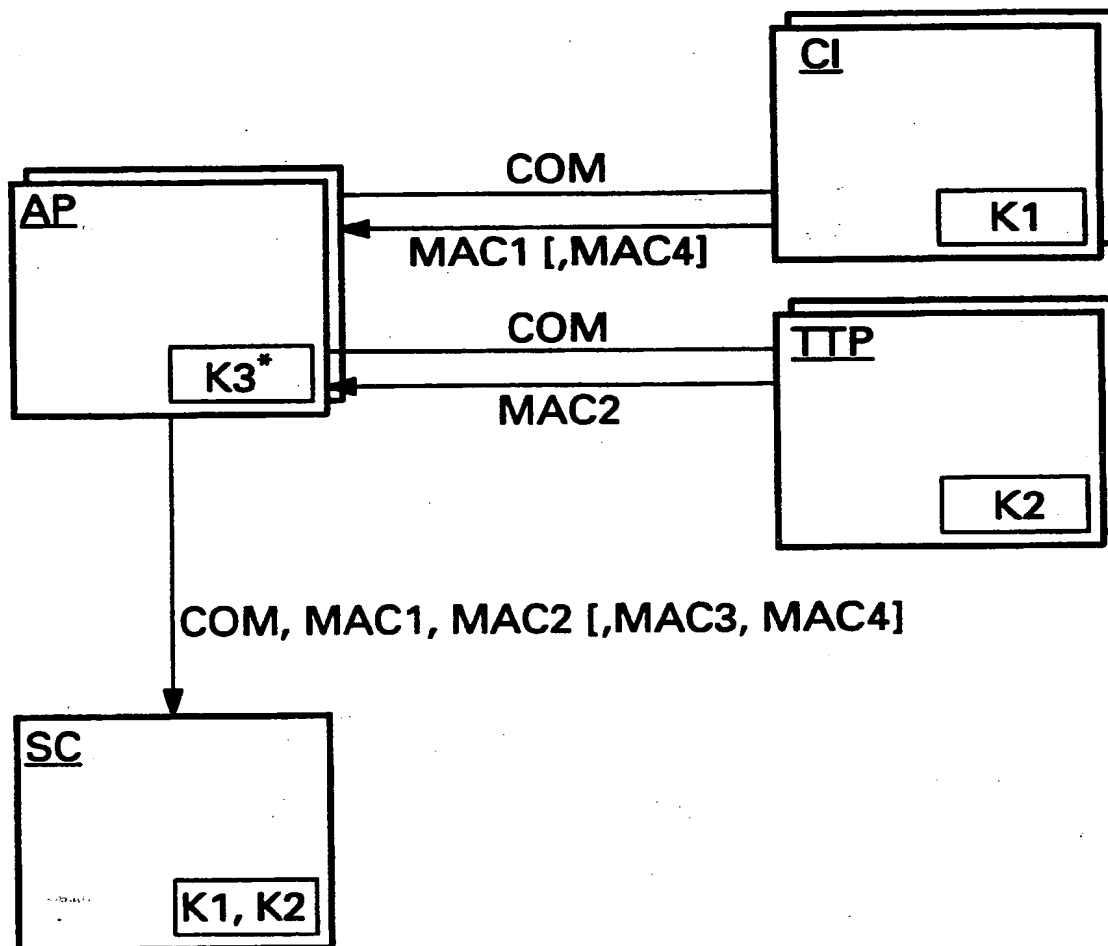 CI
K1
COM
MAC1 [,MAC4]
AP
K3*
COM
MAC2
TTP
K2
COM, MAC1, MAC2 [,MAC3, MAC4]
SC
K1, K2